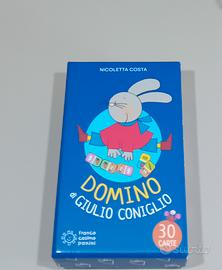 NICOLETTA COSTA
DOMINO
di GIULIO CONIGLIO
30
CARTE
franco
cosimo
panini